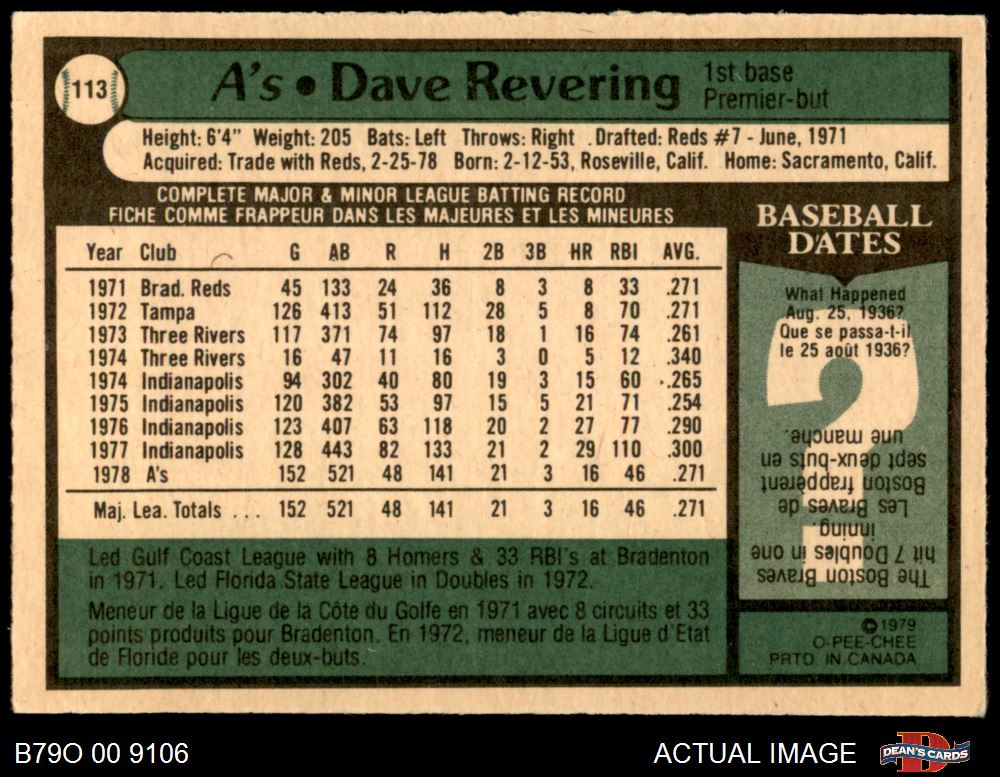 113
A's • Dave Revering
1st base
Premier-but
Height: 6'4" Weight: 205 Bats: Left Throws: Right .Drafted: Reds #7 - June, 1971
Acquired: Trade with Reds, 2-25-78 Born: 2-12-53, Roseville, Calif. Home: Sacramento, Calif.
COMPLETE MAJOR & MINOR LEAGUE BATTING RECORD
FICHE COMME FRAPPEUR DANS LES MAJEURES ET LES MINEURES
Year Club G AB R H 2B 3B HR RBI AVG.
1971 Brad. Reds 45 133 24 36 8 3 8 33 .271
1972 Tampa 126 413 51 112 28 5 8 70 .271
1973 Three Rivers 117 371 74 97 18 1 16 74 .261
1974 Three Rivers 16 47 11 16 3 0 5 12 .340
1974 Indianapolis 94 302 40 80 19 3 15 60 .265
1975 Indianapolis 120 382 53 97 15 5 21 71 .254
1976 Indianapolis 123 407 63 118 20 2 27 77 .290
1977 Indianapolis 128 443 82 133 21 2 29 110 .300
1978 A's 152 521 48 141 21 3 16 46 .271
Maj. Lea. Totals ... 152 521 48 141 21 3 16 46 .271
Led Gulf Coast League with 8 Homers & 33 RBI's at Bradenton
in 1971. Led Florida State League in Doubles in 1972.
Meneur de la Ligue de la Côte du Golfe en 1971 avec 8 circuits et 33
points produits pour Bradenton. En 1972, meneur de la Ligue d'Etat
de Floride pour les deux-buts.
BASEBALL
DATES
What Happened
Aug. 25, 1936?
Que se passa-t-il
le 25 août 1936?
The Boston Braves
hit 7 Doubles in one
inning.
Les Braves de
Boston frappèrent
sept deux-buts en
une manche.
©1979
O-PEE-CHEE
PRTD. IN CANADA
B79O 00 9106
ACTUAL IMAGE
DEAN'S CARDS